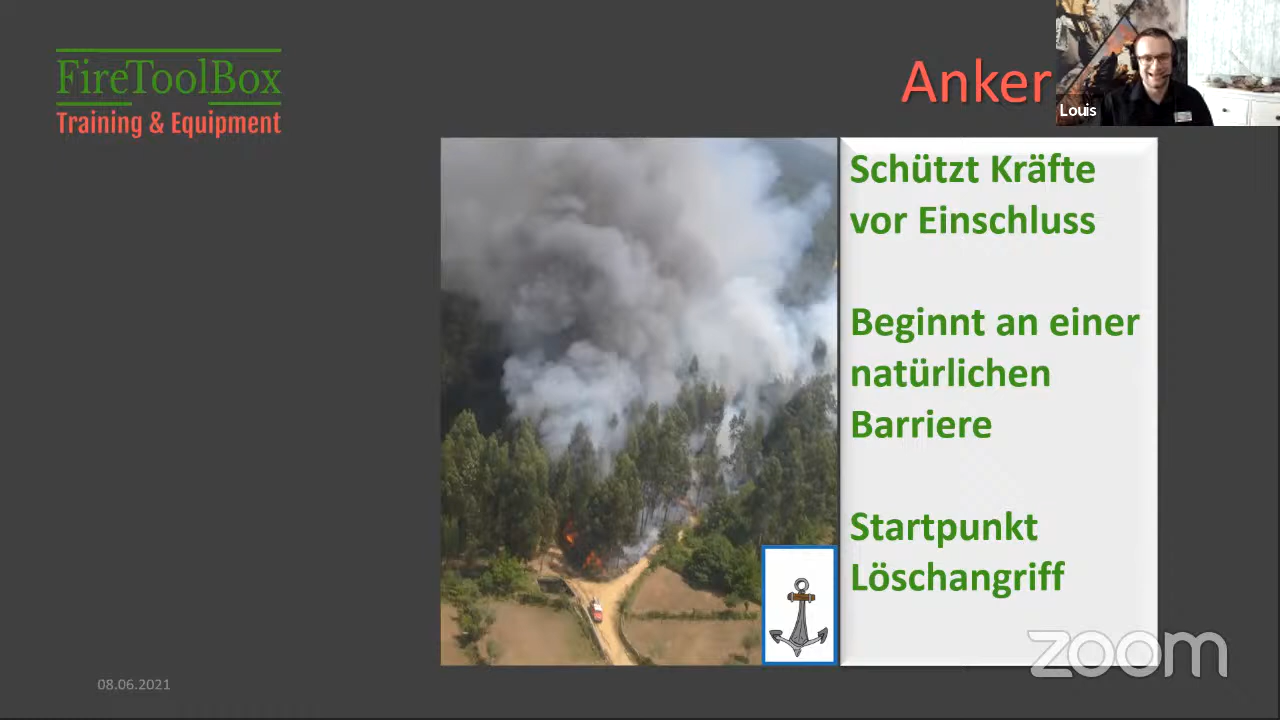 FireToolBox
Training & Equipment
Anker
Louis
Schützt Kräfte
vor Einschluss
Beginnt an einer
natürlichen
Barriere
Startpunkt
Löschangriff
zoom
08.06.2021